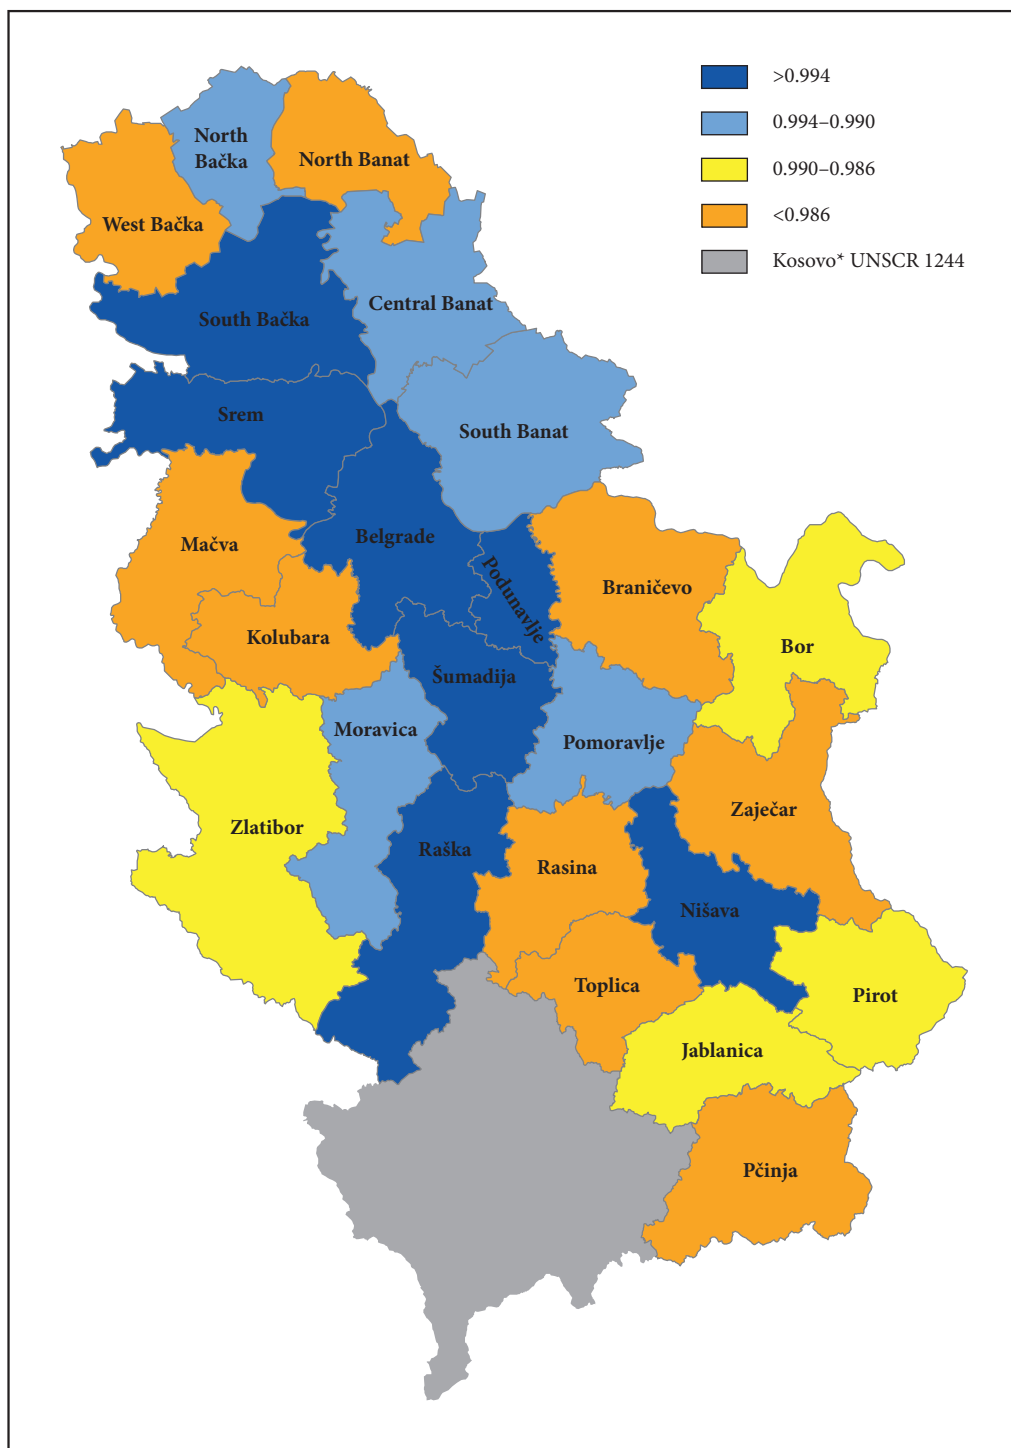 >0.994
0.994–0.990
0.990–0.986
<0.986
Kosovo* UNSCR 1244
North
Bačka
North Banat
West Bačka
Central Banat
South Bačka
Srem
South Banat
Belgrade
Mačva
Podunavlje
Braničevo
Kolubara
Bor
Šumadija
Moravica
Pomoravlje
Zaječar
Zlatibor
Raška
Rasina
Nišava
Toplica
Pirot
Jablanica
Pčinja